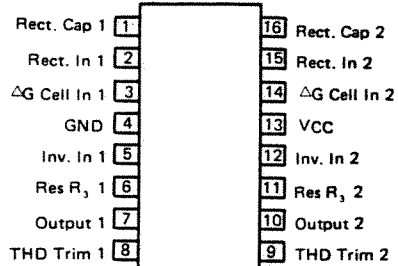 Rect. Cap 1 1 16 Rect. Cap 2
Rect. In 1 2 15 Rect. In 2
△G Cell In 1 3 14 △G Cell In 2
GND 4 13 VCC
Inv. In 1 5 12 Inv. In 2
Res R₃ 1 6 11 Res R₃ 2
Output 1 7 10 Output 2
THD Trim 1 8 9 THD Trim 2